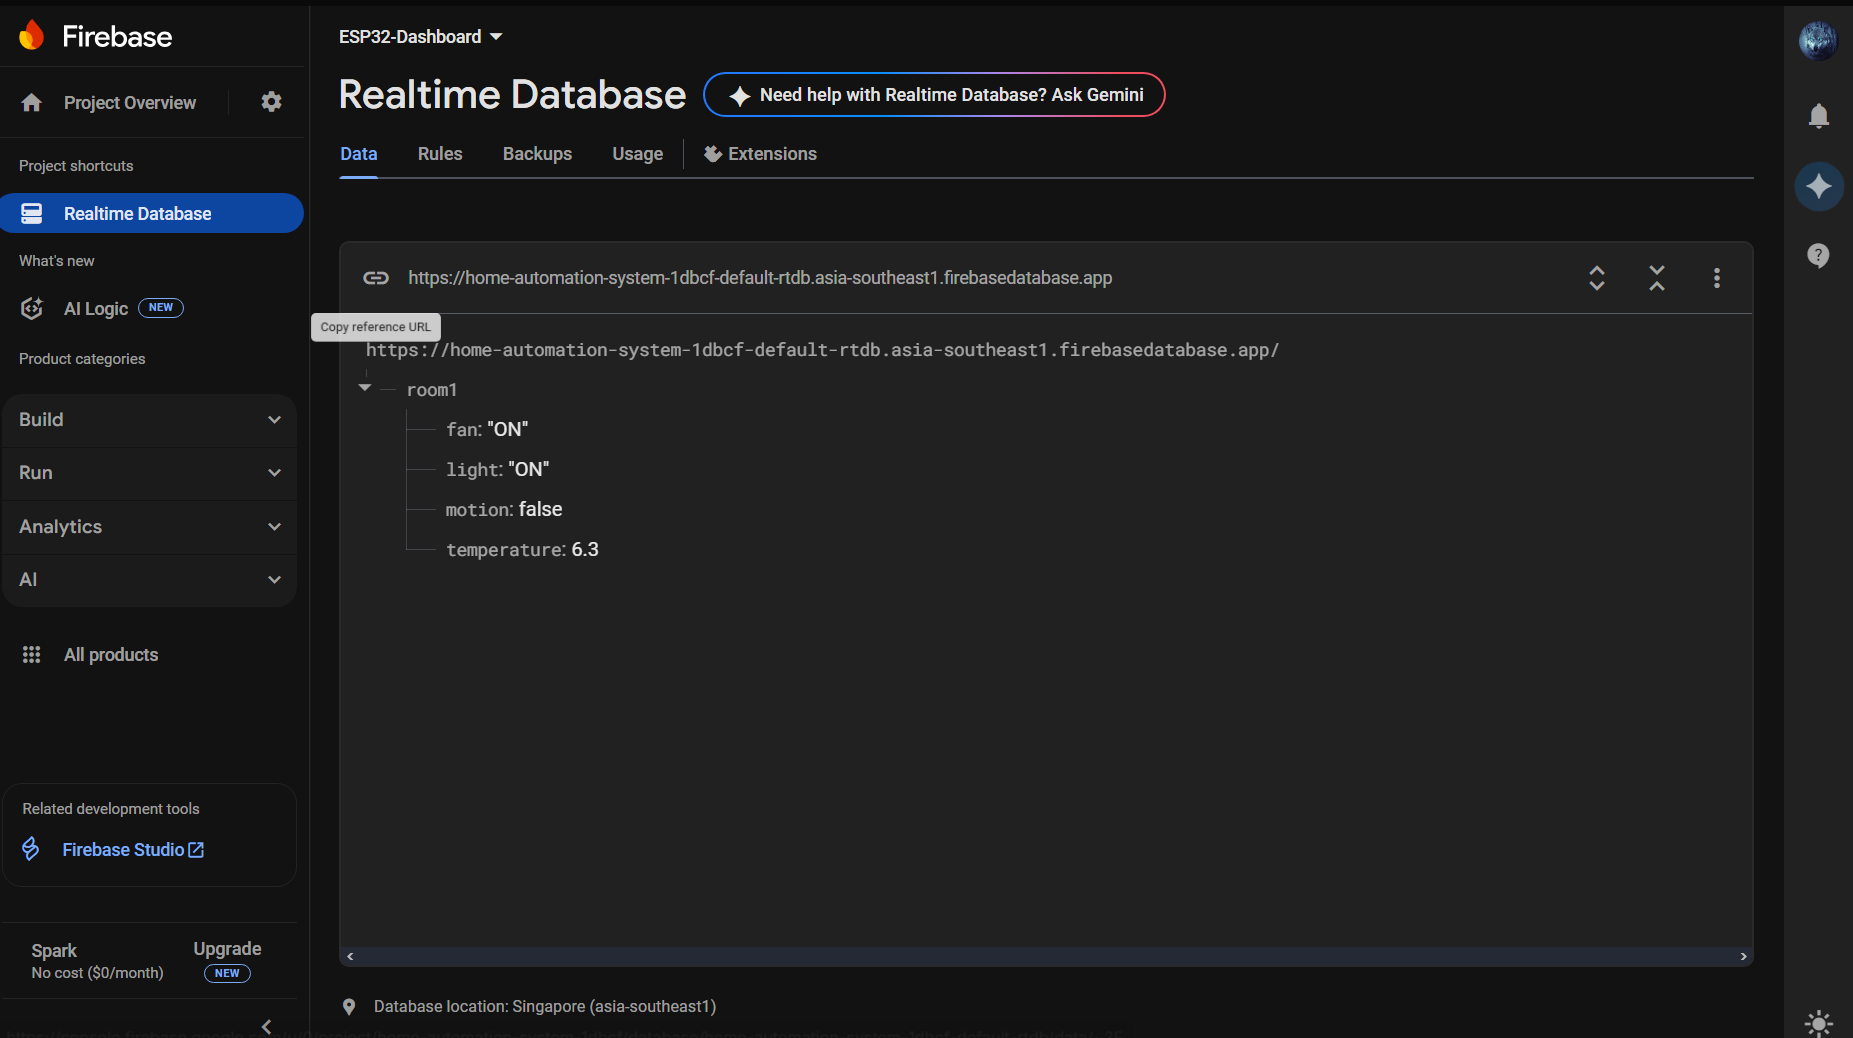 Firebase
Project Overview
Project shortcuts
Realtime Database
What's new
AI Logic NEW
Product categories
Build
Run
Analytics
AI
All products
Related development tools
Firebase Studio
Spark
No cost ($0/month)
Upgrade
NEW
ESP32-Dashboard
Realtime Database
Need help with Realtime Database? Ask Gemini
Data Rules Backups Usage Extensions
https://home-automation-system-1dbcf-default-rtdb.asia-southeast1.firebasedatabase.app
Copy reference URL
https://home-automation-system-1dbcf-default-rtdb.asia-southeast1.firebasedatabase.app/
room1
fan: "ON"
light: "ON"
motion: false
temperature: 6.3
Database location: Singapore (asia-southeast1)